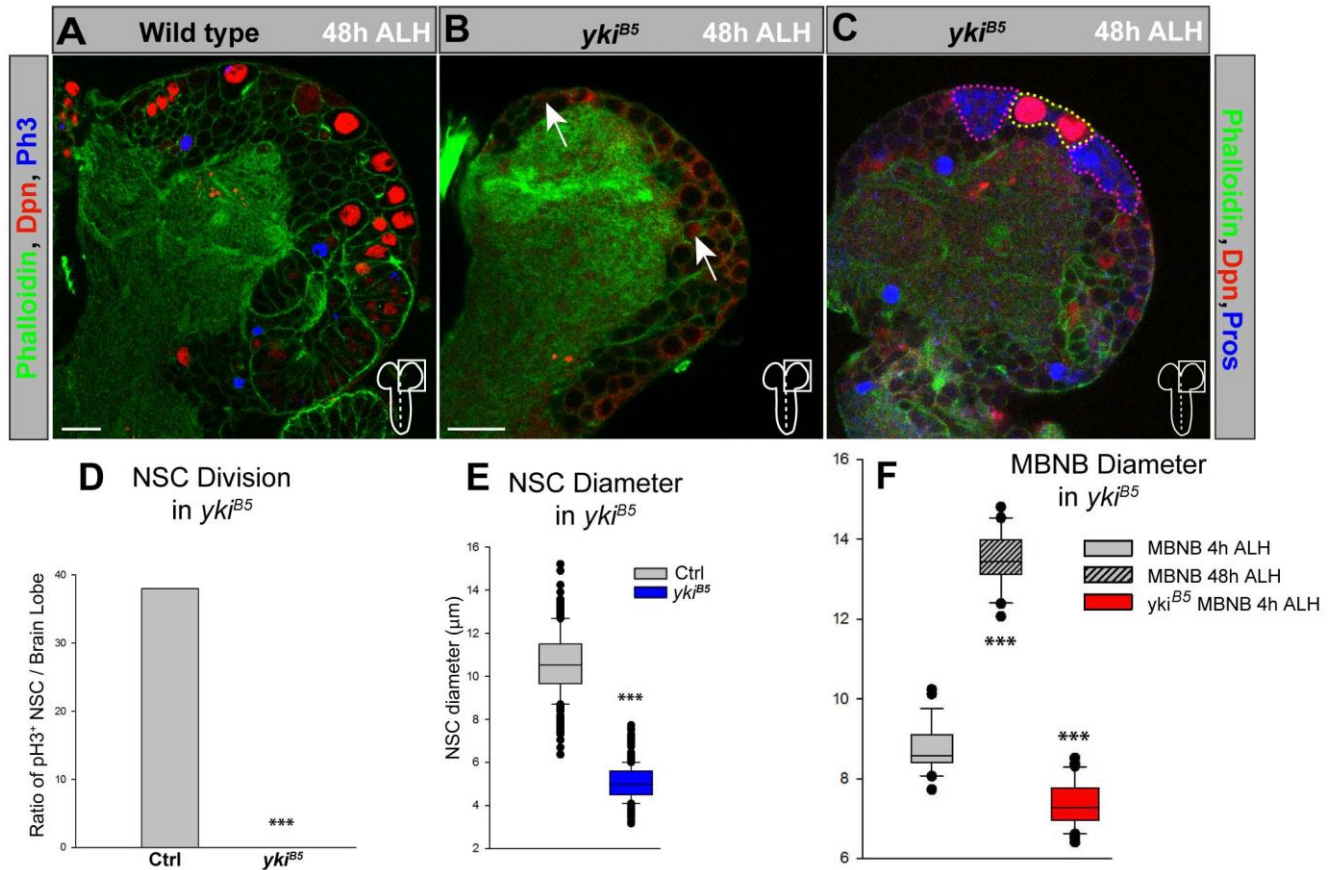 A Wild type 48h ALH
B yki^B5 48h ALH
C yki^B5 48h ALH
Phalloidin, Dpn, Ph3
Phalloidin, Dpn, Pros
D NSC Division
in yki^B5
40
30
20
10
0
Ratio of pH3⁺ NSC / Brain Lobe
***
Ctrl yki^B5
E NSC Diameter
in yki^B5
16
14
12
10
8
6
4
2
NSC diameter (µm)
Ctrl
yki^B5
***
F MBNB Diameter
in yki^B5
16
14
12
10
8
6
***
***
MBNB 4h ALH
MBNB 48h ALH
yki^B5 MBNB 4h ALH